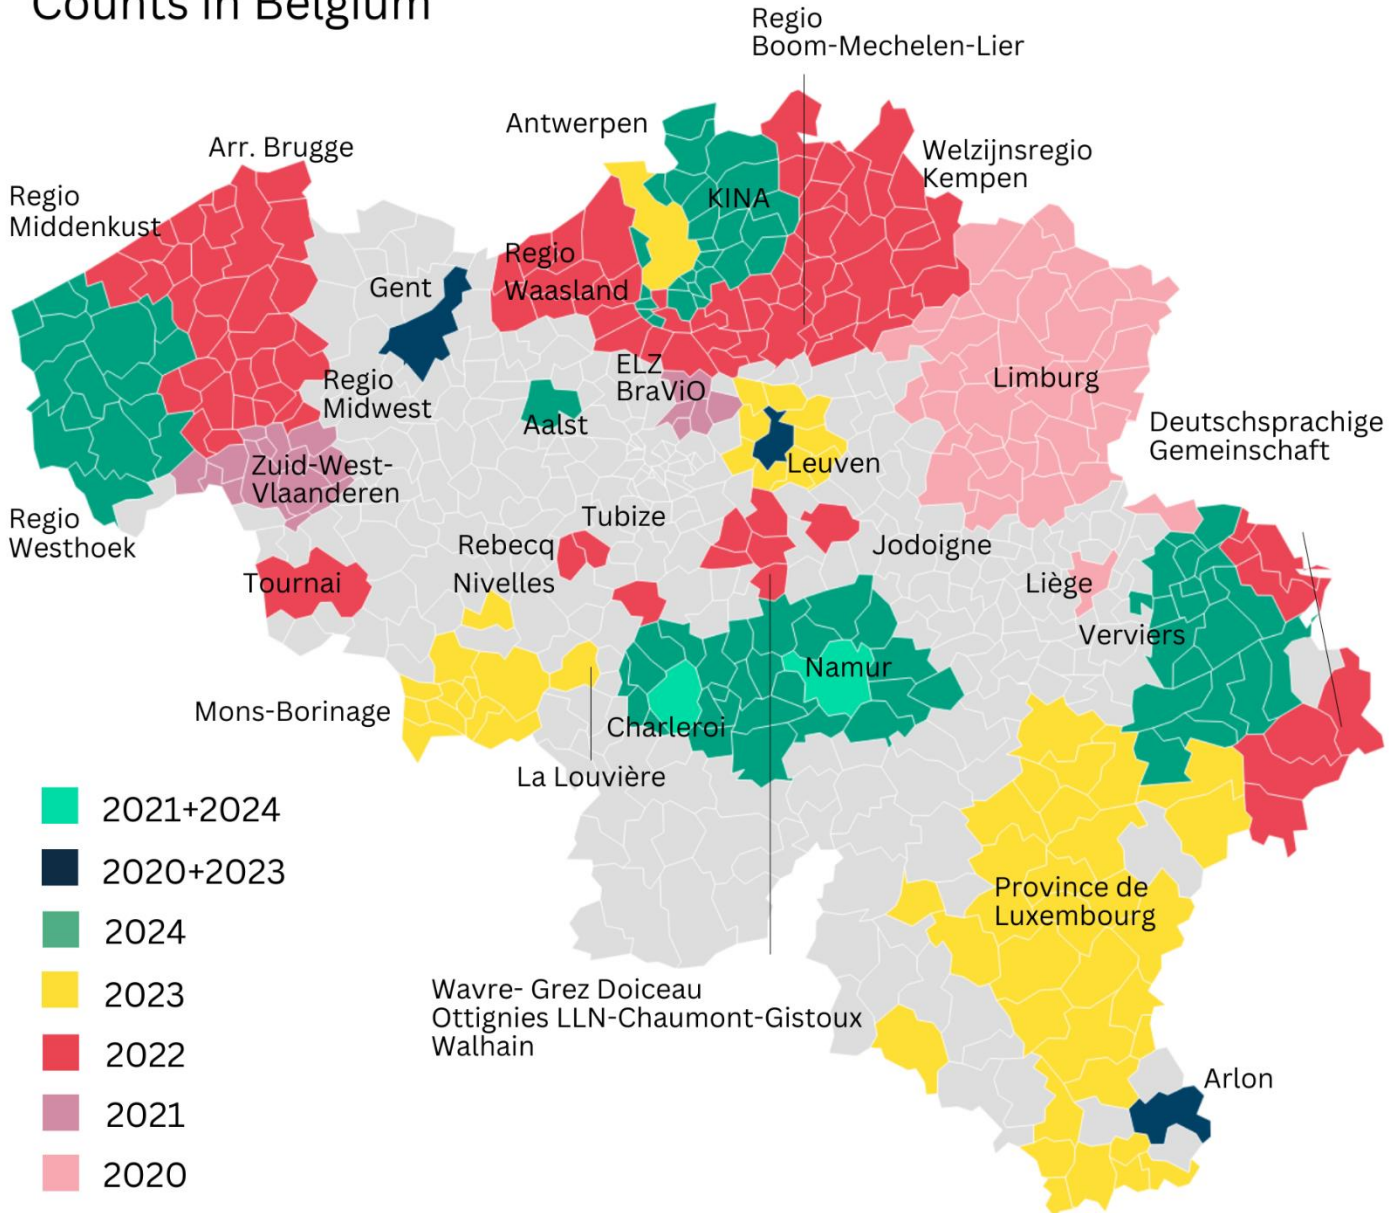 Counts in Belgium
Regio
Boom-Mechelen-Lier
Antwerpen
Arr. Brugge
Welzijnsregio
Kempen
Regio
Middenkust
KINA
Regio
Waasland
Gent
ELZ
BraViO
Limburg
Regio
Midwest
Aalst
Deutschsprachige
Gemeinschaft
Zuid-West-
Vlaanderen
Leuven
Regio
Westhoek
Tubize
Rebecq
Nivelles
Jodoigne
Tournai
Liège
Verviers
Namur
Mons-Borinage
Charleroi
La Louvière
2021+2024
2020+2023
2024
2023
2022
2021
2020
Province de
Luxembourg
Wavre- Grez Doiceau
Ottignies LLN-Chaumont-Gistoux
Walhain
Arlon